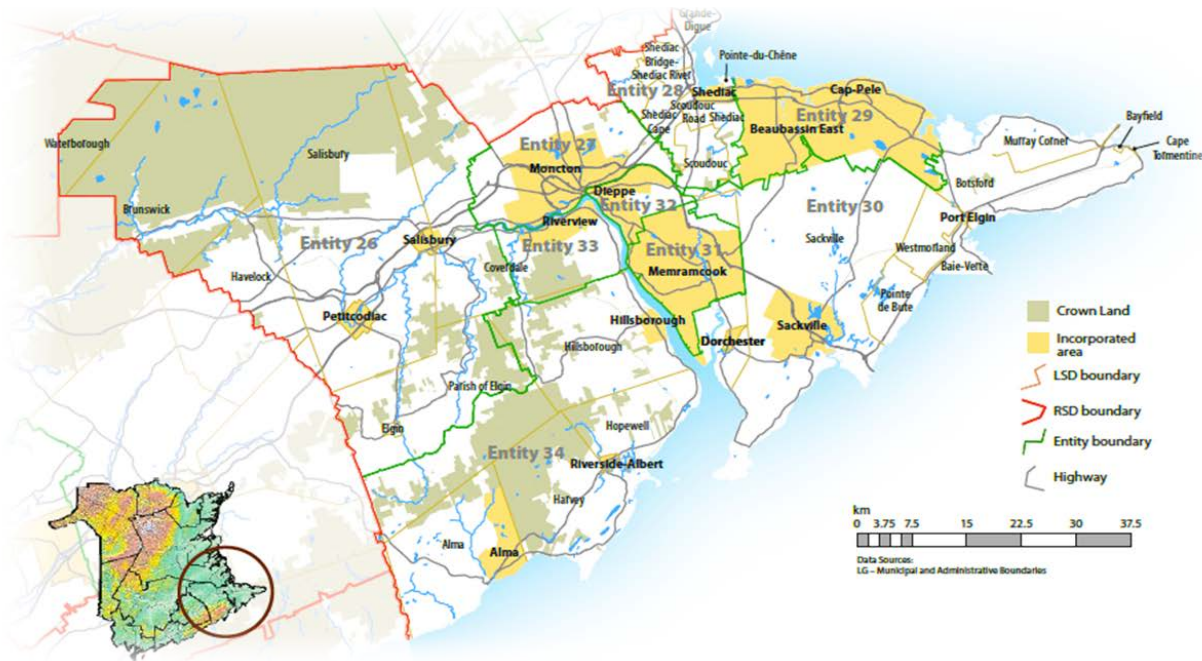 Grande-
Digue
Shediac
Bridge-
Shediac River
Pointe-du-Chêne
Entity 28
Shediac
Scoudouc
Road
Shediac
Shediac
Cape
Scoudouc
Cap-Pele
Entity 29
Beaubassin East
Bayfield
Murray Corner
Cape
Tormentine
Botsford
Waterborough
Salisbury
Entity 27
Moncton
Dieppe
Entity 32
Riverview
Entity 33
Coverdale
Entity 31
Memramcook
Entity 30
Sackville
Port Elgin
Westmorland
Baie-Verte
Pointe
de Bute
Sackville
Dorchester
Brunswick
Entity 26
Salisbury
Havelock
Petitcodiac
Hillsborough
Hillsborough
Parish of Elgin
Elgin
Hopewell
Entity 34
Riverside-Albert
Harvey
Alma
Alma
Crown Land
Incorporated
area
LSD boundary
RSD boundary
Entity boundary
Highway
km
0 3.75 7.5 15 22.5 30 37.5
Data Sources:
LG – Municipal and Administrative Boundaries